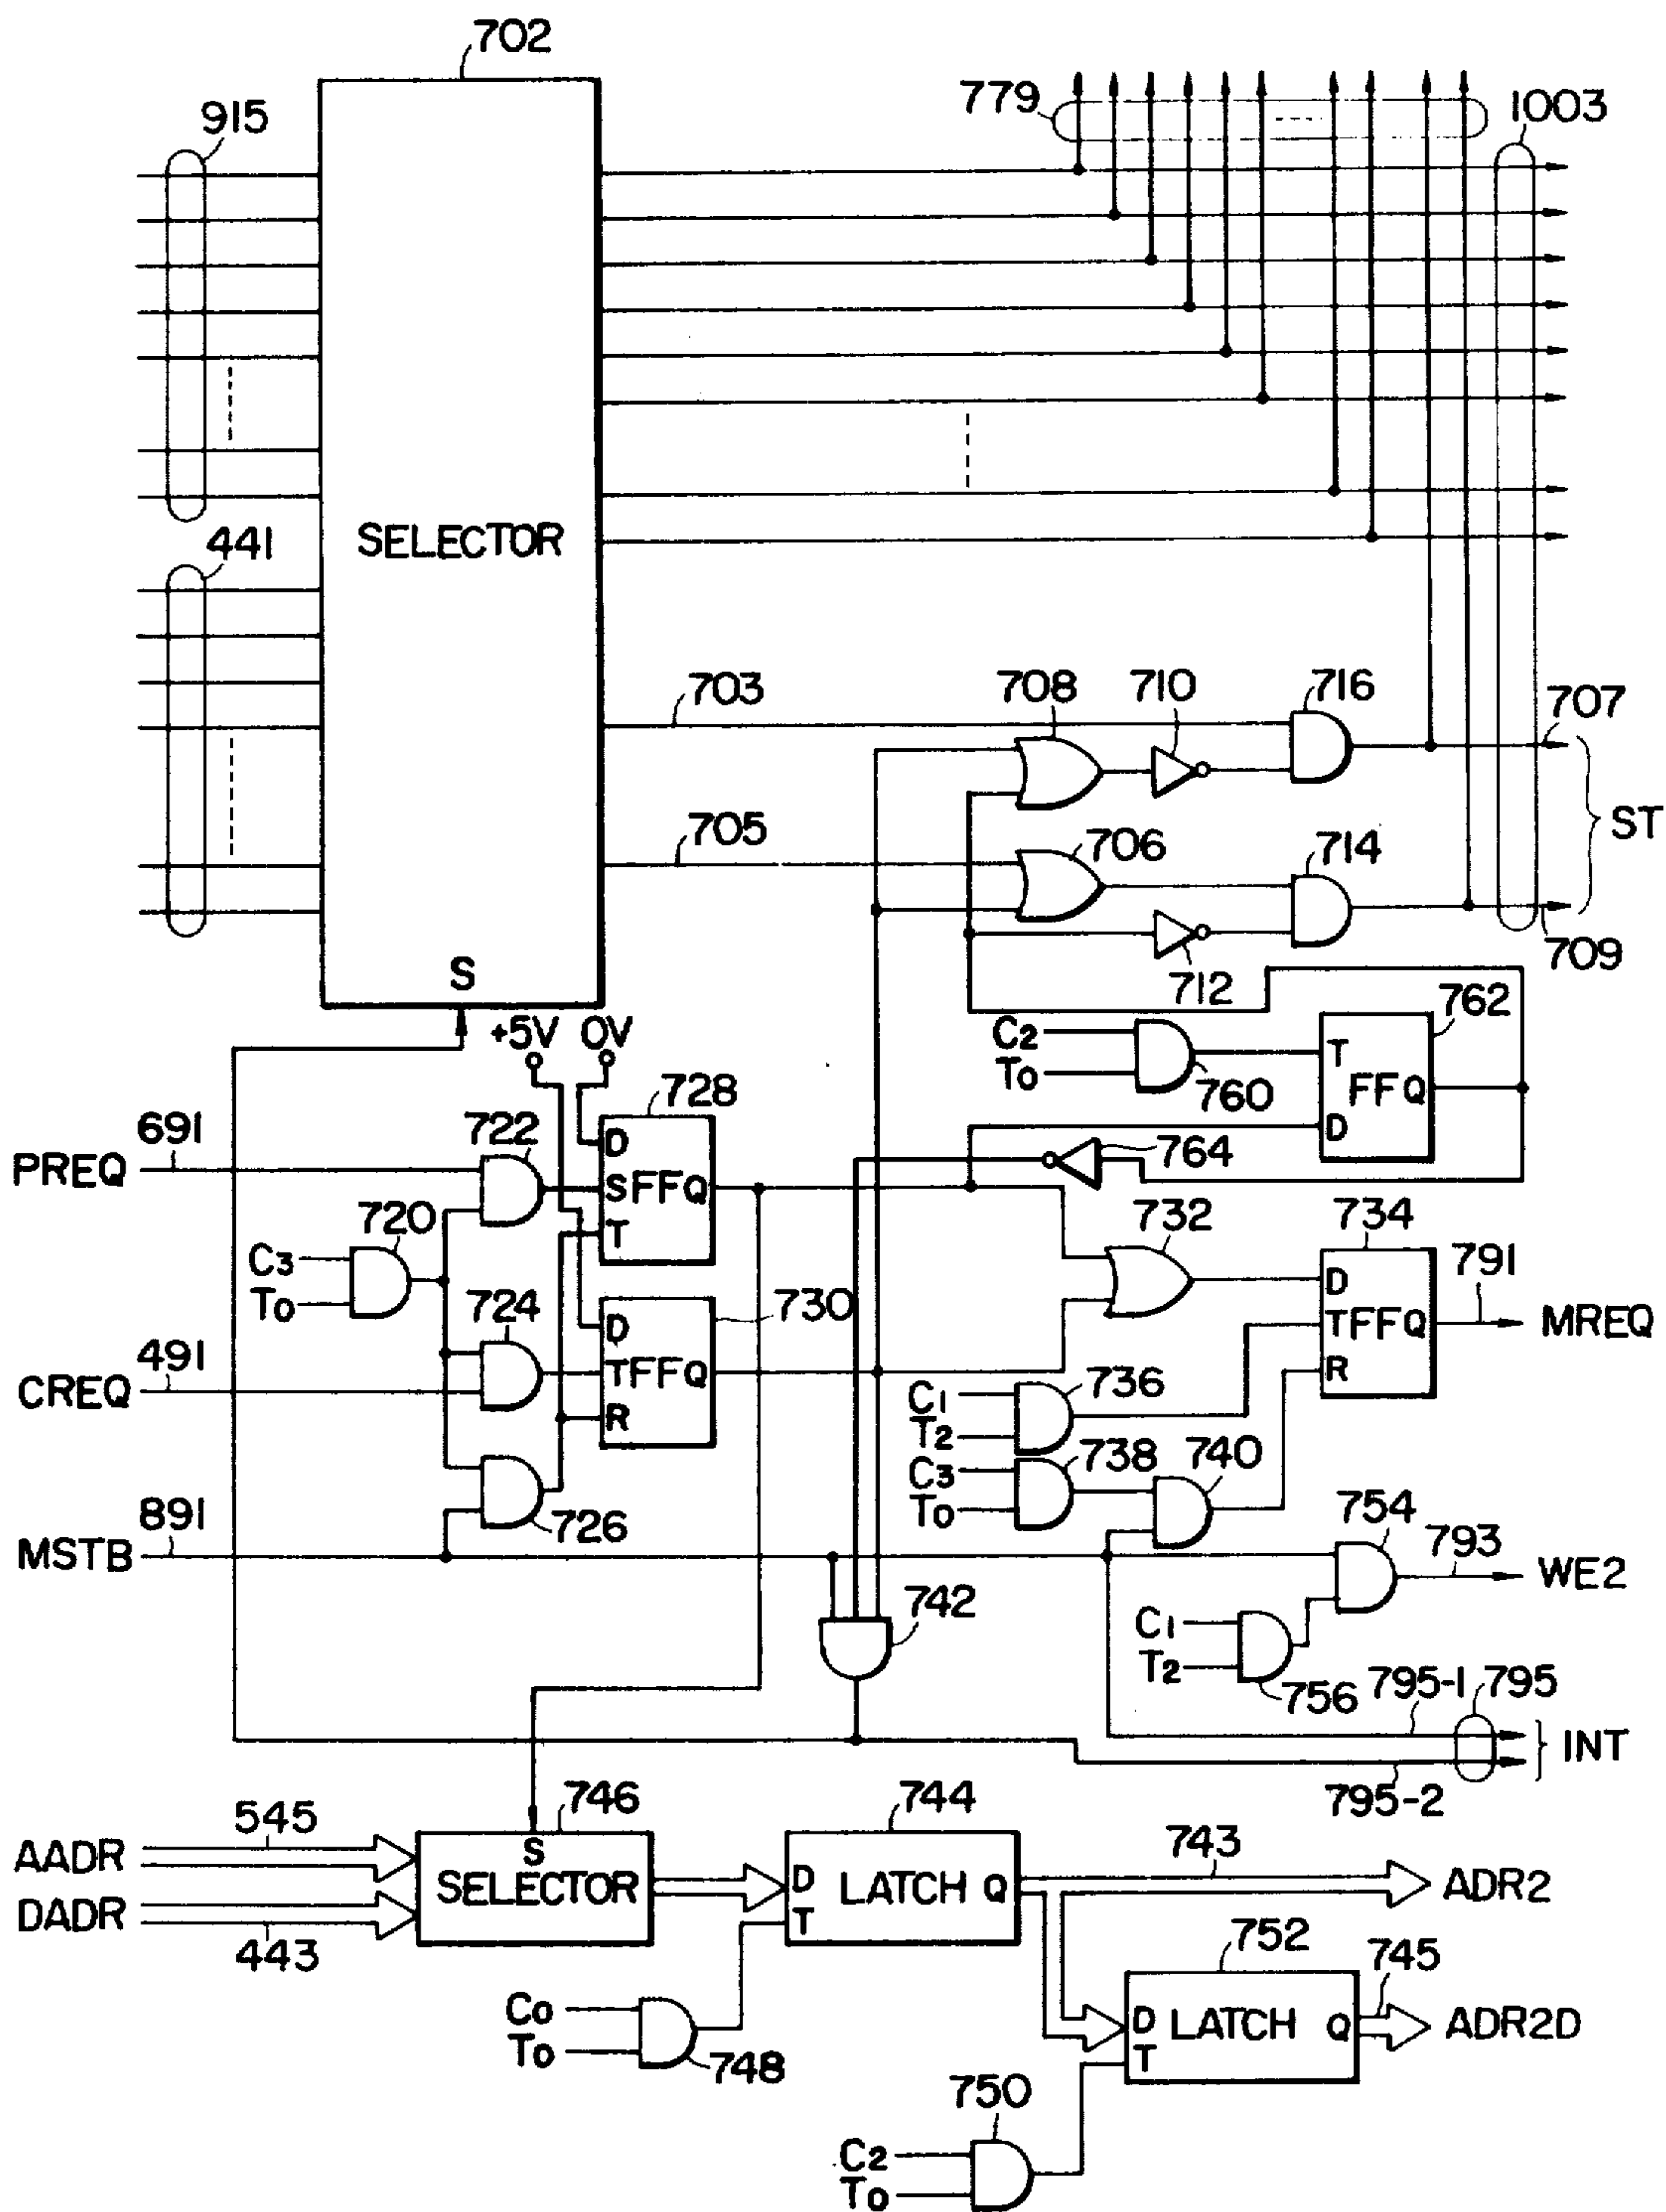 702
915
779
1003
SELECTOR
441
703
708
710
716
707
705
706
714
ST
709
712
S
+5V
0V
C2
T0
760
762
T
FF Q
D
764
PREQ
691
722
728
D
S FF Q
T
720
C3
T0
724
730
D
T FF Q
R
732
734
D
T FF Q
R
791
MREQ
CREQ
491
C1
T2
736
C3
T0
738
740
726
MSTB
891
742
754
793
WE2
C1
T2
756
795-1
795
INT
795-2
AADR
545
746
S
SELECTOR
DADR
443
744
D
LATCH Q
T
743
ADR2
C0
T0
748
752
D LATCH Q
T
745
ADR2D
750
C2
T0